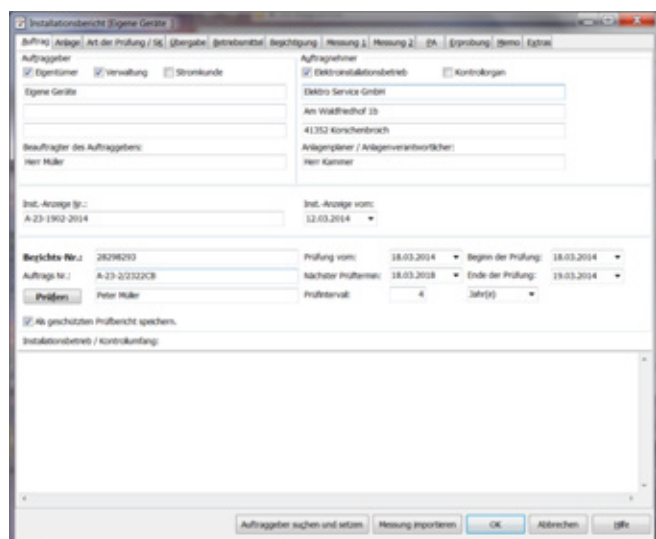 Installationsbericht [Eigene Geräte ]
Auftrag Anlage Art der Prüfung / Übergabe Betriebsmittel Besichtigung Messung 1 Messung 2 PA Erprobung Memo Extras
Auftraggeber
Eigentümer Verwaltung Stromkunde
Eigene Geräte
Beauftragter des Auftraggebers:
Herr Müller
Auftragnehmer
Elektroinstallationsbetrieb Kontrollorgan
Elektro Service GmbH
Am Waldfriedhof 1b
41352 Korschenbroich
Anlagenplaner / Anlagenverantwortlicher:
Herr Kammer
Inst.-Anzeige Nr.: Inst.-Anzeige vom:
A-23-1902-2014 12.03.2014
Berichts-Nr.: 28298293 Prüfung vom: 18.03.2014 Beginn der Prüfung: 18.03.2014
Auftrags Nr.: A-23-2/2322CB Nächster Prüftermin: 18.03.2018 Ende der Prüfung: 19.03.2014
Prüfer: Peter Müller Prüfinterval: 4 Jahr(e)
Als geschützten Prüfbericht speichern.
Installationsbetrieb / Kontrollumfang:
Auftraggeber suchen und setzen Messung importieren OK Abbrechen Hilfe